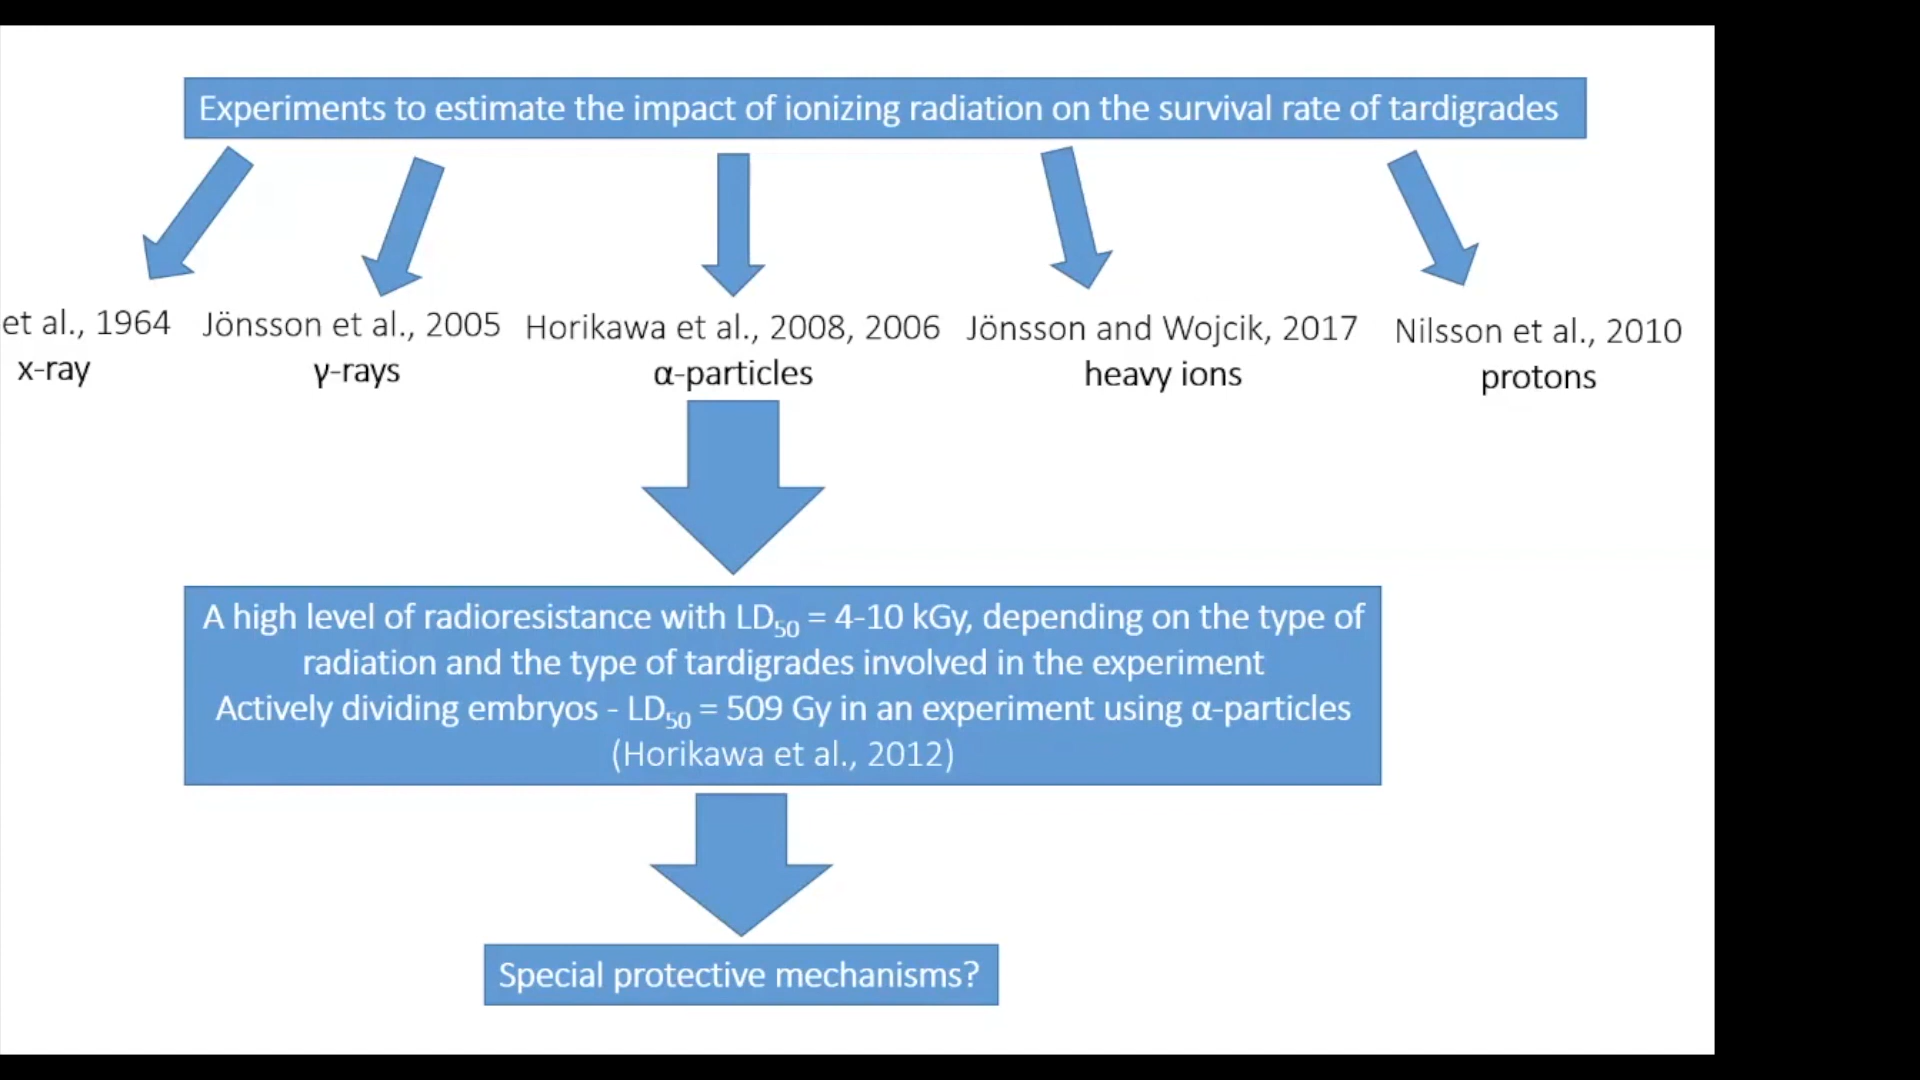 Experiments to estimate the impact of ionizing radiation on the survival rate of tardigrades
et al., 1964
x-ray
Jönsson et al., 2005
γ-rays
Horikawa et al., 2008, 2006
α-particles
Jönsson and Wojcik, 2017
heavy ions
Nilsson et al., 2010
protons
A high level of radioresistance with LD50 = 4-10 kGy, depending on the type of
radiation and the type of tardigrades involved in the experiment
Actively dividing embryos - LD50 = 509 Gy in an experiment using α-particles
(Horikawa et al., 2012)
Special protective mechanisms?